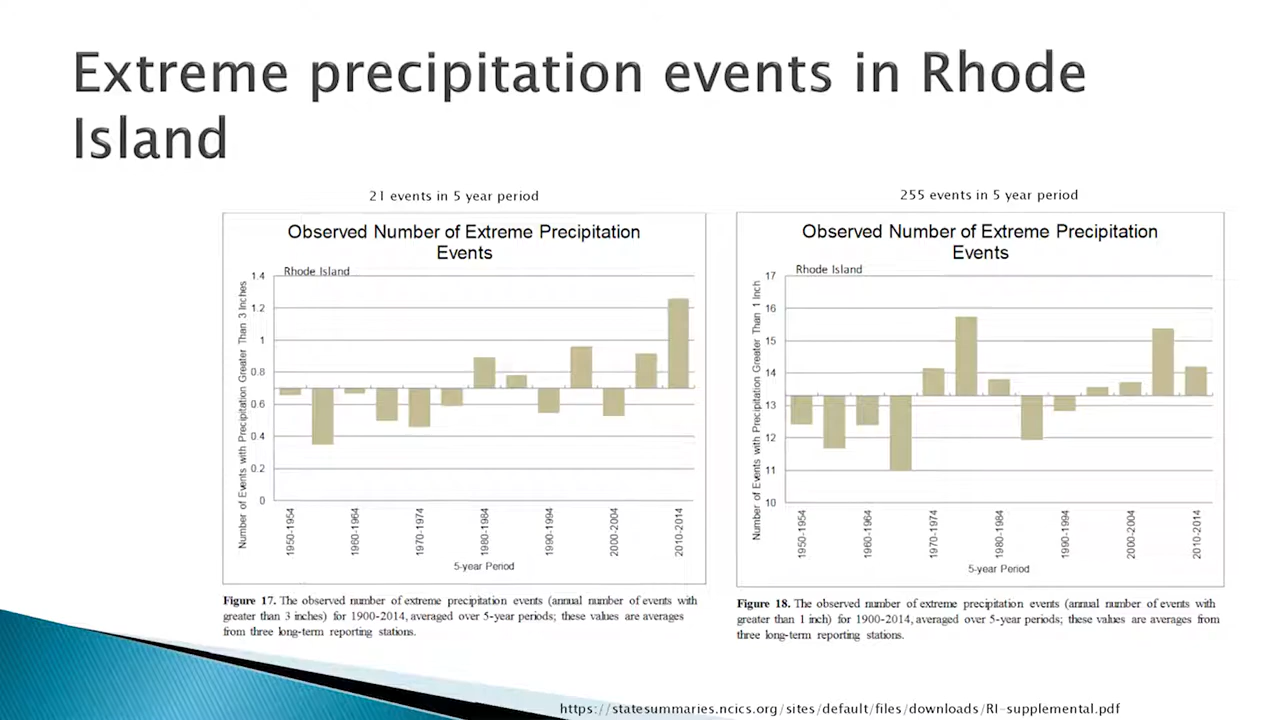 Extreme precipitation events in Rhode
Island
21 events in 5 year period
Observed Number of Extreme Precipitation
Events
Rhode Island
Number of Events with Precipitation Greater Than 3 Inches
1.4
1.2
1
0.8
0.6
0.4
0.2
0
1950-1954
1960-1964
1970-1974
1980-1984
1990-1994
2000-2004
2010-2014
5-year Period
Figure 17. The observed number of extreme precipitation events (annual number of events with
greater than 3 inches) for 1900-2014, averaged over 5-year periods; these values are averages
from three long-term reporting stations.
255 events in 5 year period
Observed Number of Extreme Precipitation
Events
Rhode Island
Number of Events with Precipitation Greater Than 1 Inch
17
16
15
14
13
12
11
10
1950-1954
1960-1964
1970-1974
1980-1984
1990-1994
2000-2004
2010-2014
5-year Period
Figure 18. The observed number of extreme precipitation events (annual number of events with
greater than 1 inch) for 1900-2014, averaged over 5-year periods; these values are averages from
three long-term reporting stations.
https://statesummaries.ncics.org/sites/default/files/downloads/RI-supplemental.pdf